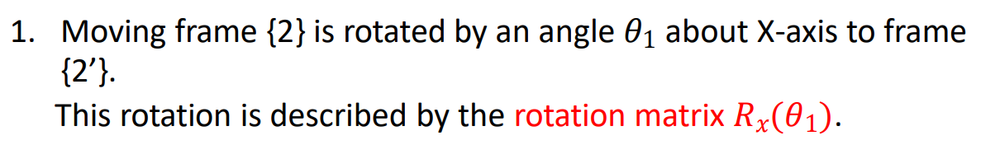 1. Moving frame {2} is rotated by an angle θ₁ about X-axis to frame
{2’}.
This rotation is described by the rotation matrix Rₓ(θ₁).